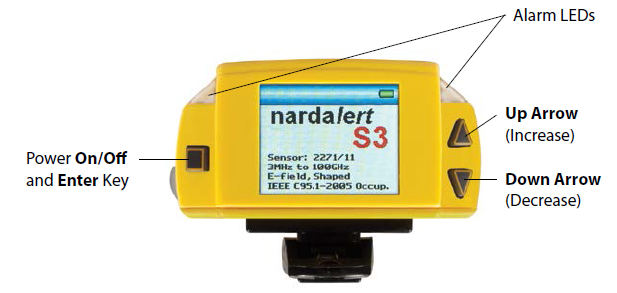 Alarm LEDs
nardalert
S3
Sensor: 2271/11
3MHz to 100GHz
E-field, Shaped
IEEE C95.1-2005 Occup.
Power On/Off
and Enter Key
Up Arrow
(Increase)
Down Arrow
(Decrease)